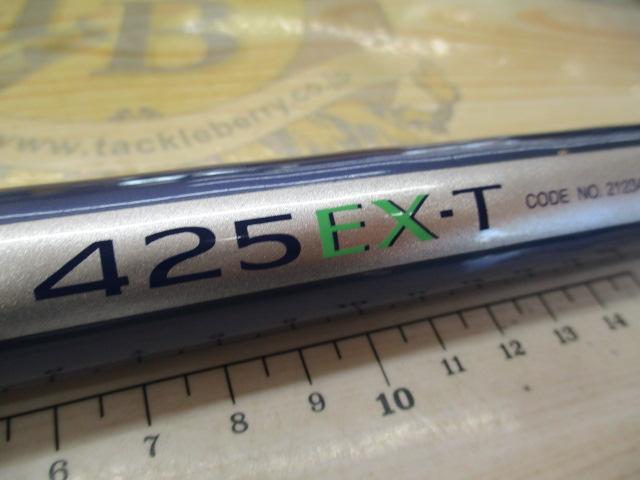 B
www.tackleberry.co.jp
425EX-T
CODE NO.
6 7 8 9 10 11 12 13 14